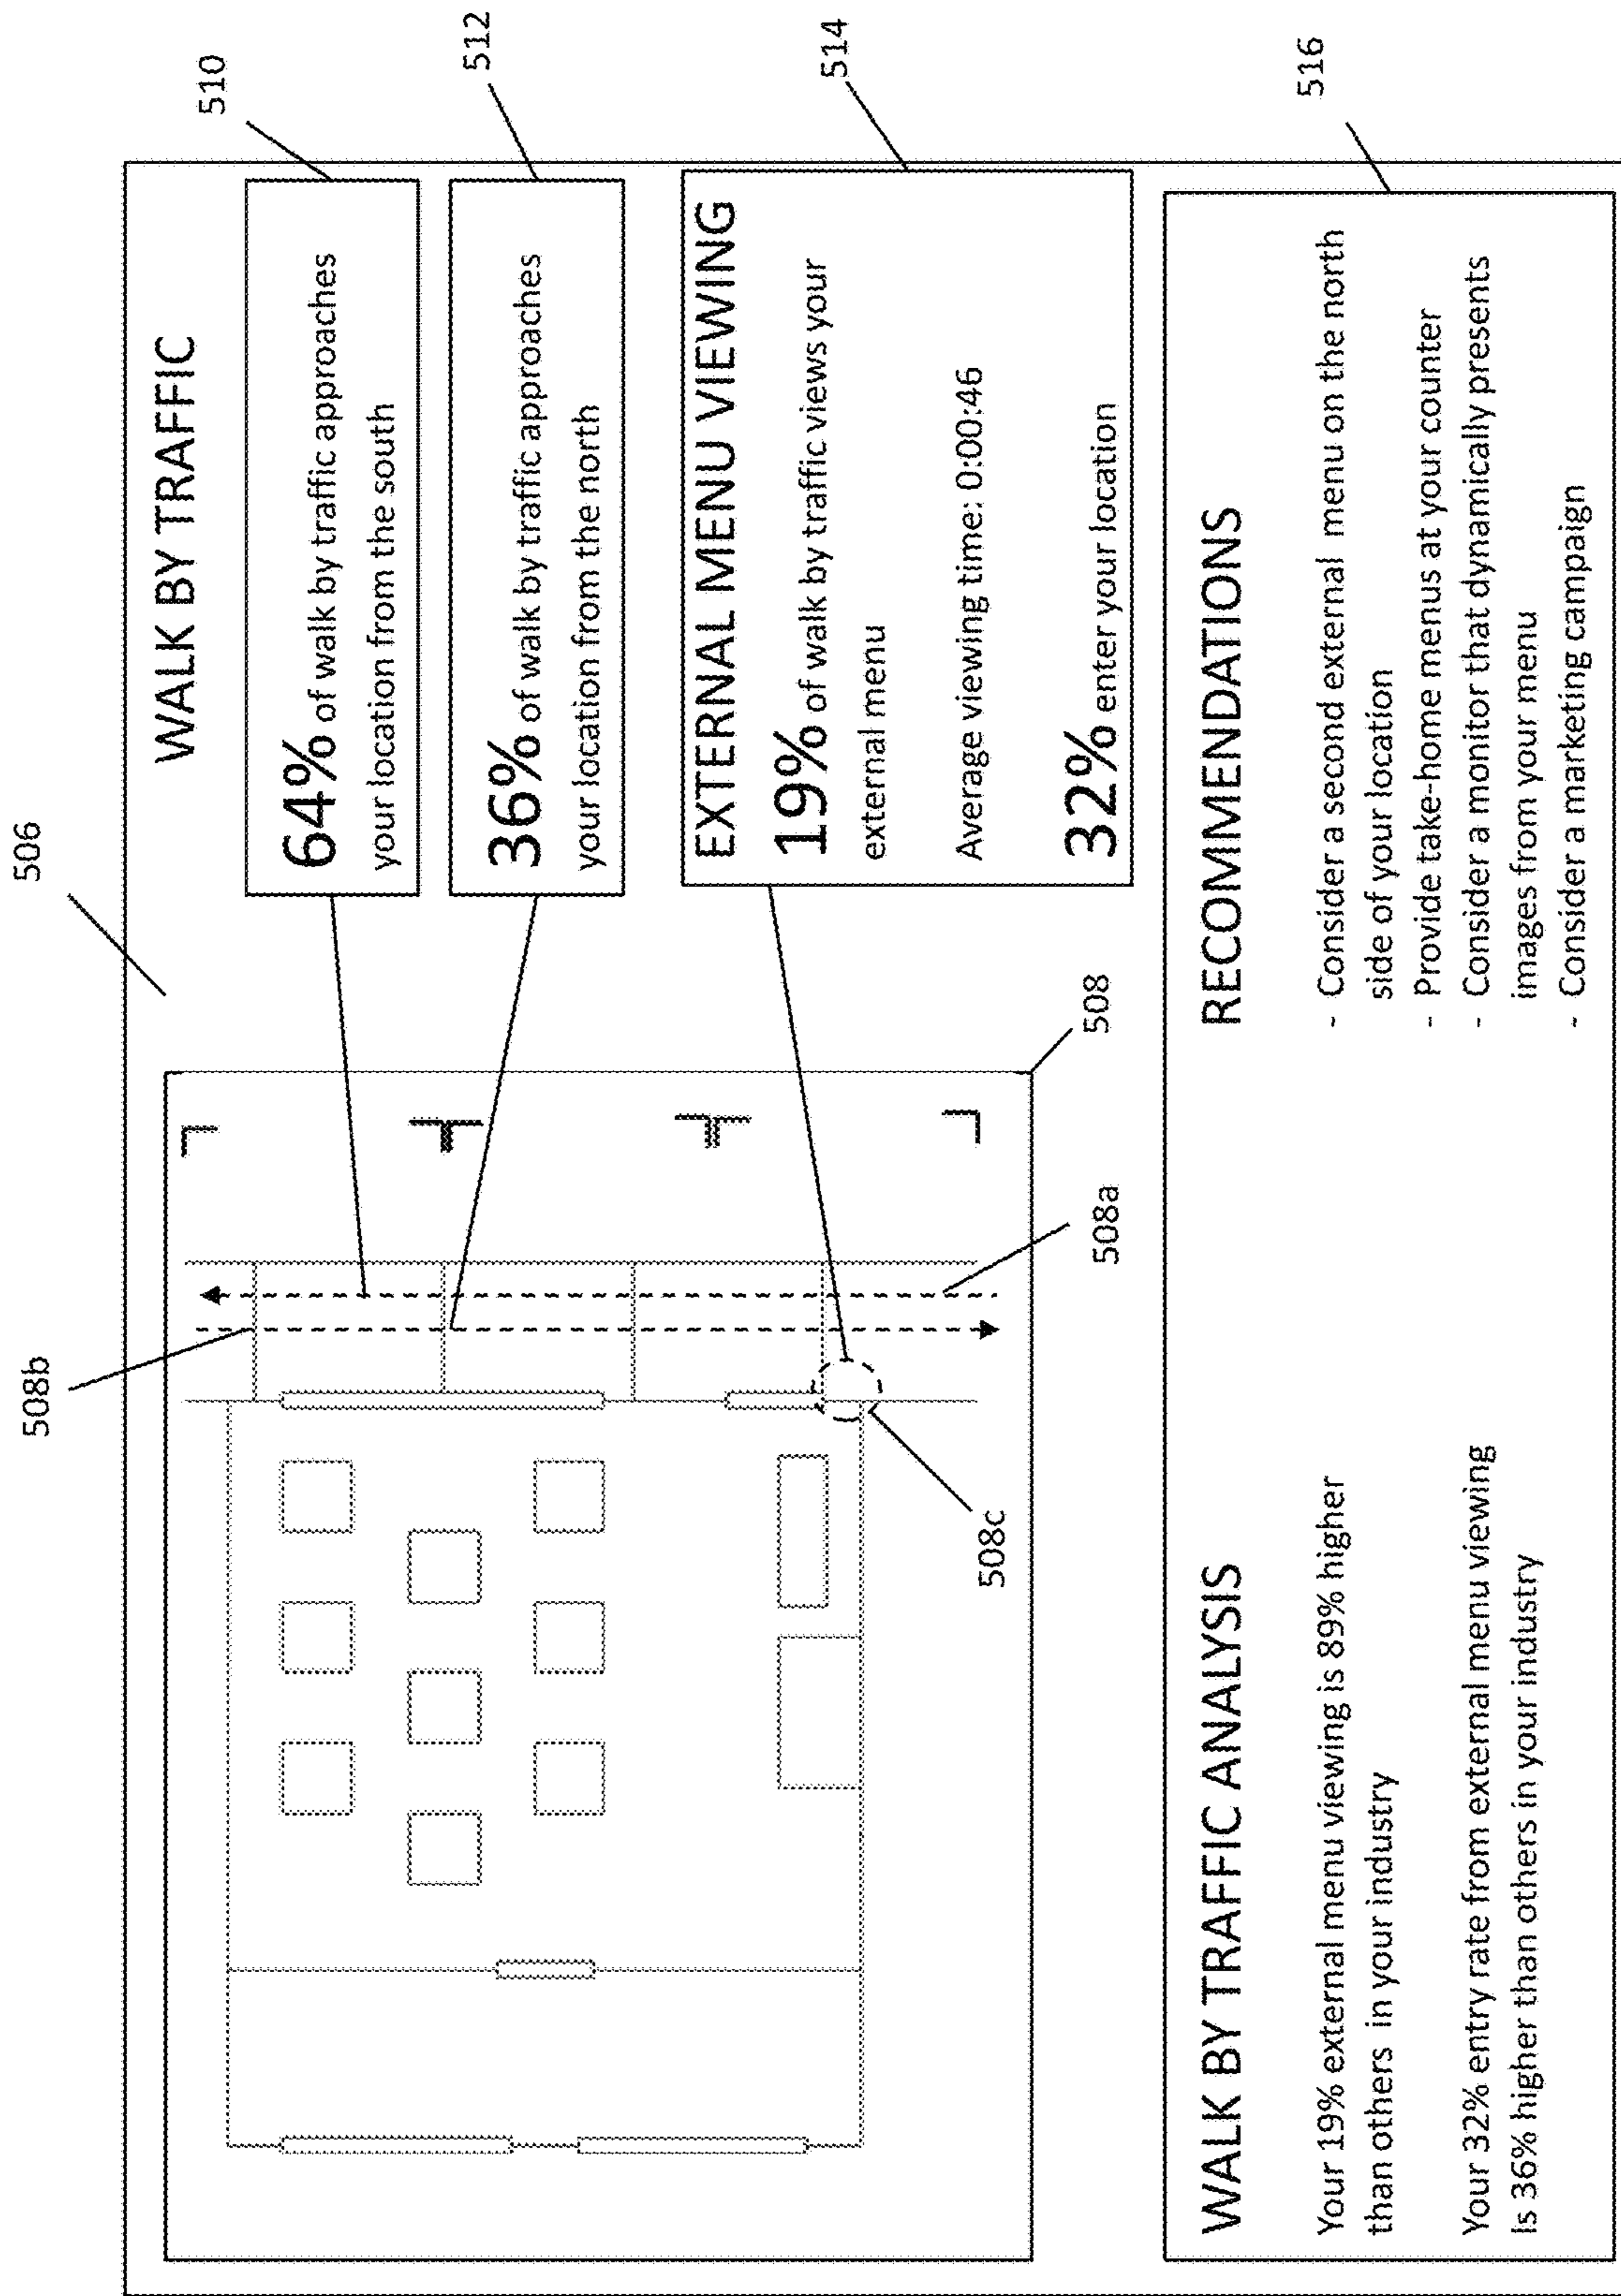 506
WALK BY TRAFFIC
510
64% of walk by traffic approaches
your location from the south
512
36% of walk by traffic approaches
your location from the north
514
EXTERNAL MENU VIEWING
19% of walk by traffic views your
external menu
Average viewing time: 0:00:46
32% enter your location
508b
508
508a
508c
516
WALK BY TRAFFIC ANALYSIS
Your 19% external menu viewing is 89% higher
than others in your industry
Your 32% entry rate from external menu viewing
Is 36% higher than others in your industry
RECOMMENDATIONS
- Consider a second external menu on the north
side of your location
- Provide take-home menus at your counter
- Consider a monitor that dynamically presents
images from your menu
- Consider a marketing campaign